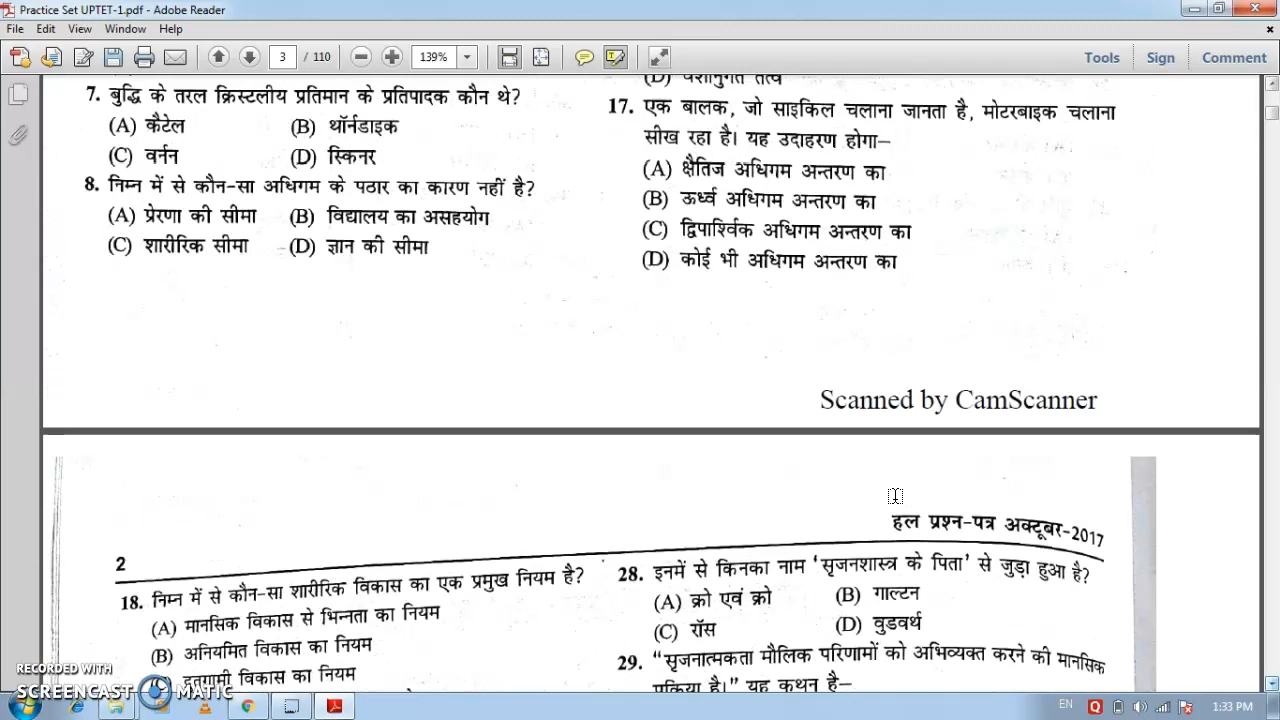 Practice Set UPTET-1.pdf - Adobe Reader
File Edit View Window Help
3 / 110
139%
Tools Sign Comment
7. बुद्धि के तरल क्रिस्टलीय प्रतिमान के प्रतिपादक कौन थे?
(A) कैटेल (B) थॉर्नडाइक
(C) वर्नन (D) स्किनर
8. निम्न में से कौन-सा अधिगम के पठार का कारण नहीं है?
(A) प्रेरणा की सीमा (B) विद्यालय का असहयोग
(C) शारीरिक सीमा (D) ज्ञान की सीमा
(D) वंशानुगत तत्व
17. एक बालक, जो साइकिल चलाना जानता है, मोटरबाइक चलाना
सीख रहा है। यह उदाहरण होगा–
(A) क्षैतिज अधिगम अन्तरण का
(B) ऊर्ध्व अधिगम अन्तरण का
(C) द्विपार्श्विक अधिगम अन्तरण का
(D) कोई भी अधिगम अन्तरण का
Scanned by CamScanner
2
हल प्रश्न-पत्र अक्टूबर-2017
18. निम्न में से कौन-सा शारीरिक विकास का एक प्रमुख नियम है?
(A) मानसिक विकास से भिन्नता का नियम
(B) अनियमित विकास का नियम
(C) द्रुतगामी विकास का नियम
28. इनमें से किनका नाम ‘सृजनशास्त्र के पिता’ से जुड़ा हुआ है?
(A) क्रो एवं क्रो (B) गाल्टन
(C) रॉस (D) वुडवर्थ
29. “सृजनात्मकता मौलिक परिणामों को अभिव्यक्त करने की मानसिक
प्रक्रिया है।” यह कथन है–
RECORDED WITH
SCREENCAST MATIC
EN
1:33 PM